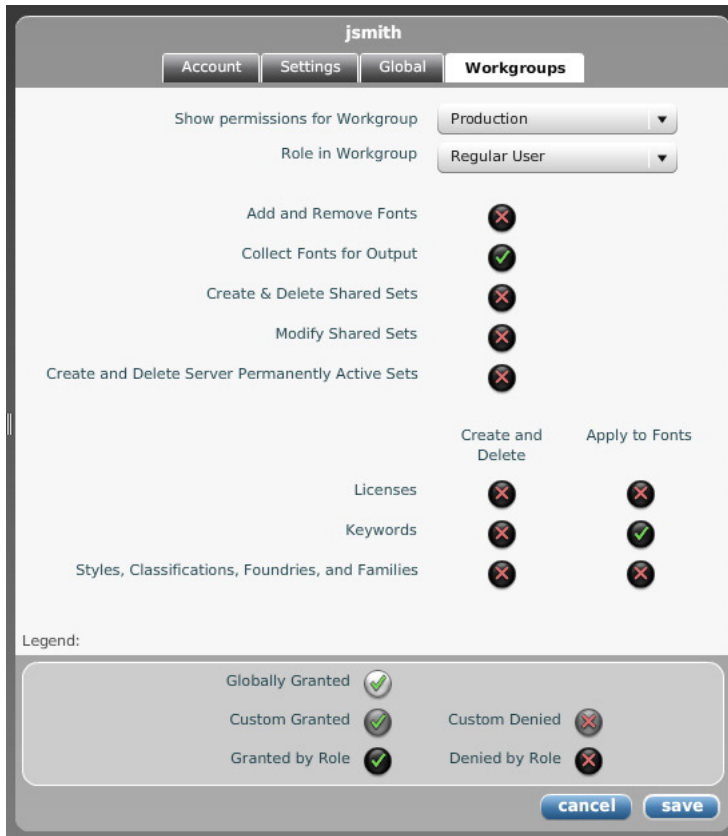 jsmith
Account Settings Global Workgroups
Show permissions for Workgroup Production
Role in Workgroup Regular User
Add and Remove Fonts
Collect Fonts for Output
Create & Delete Shared Sets
Modify Shared Sets
Create and Delete Server Permanently Active Sets
Create and Apply to Fonts
Delete
Licenses
Keywords
Styles, Classifications, Foundries, and Families
Legend:
Globally Granted
Custom Granted Custom Denied
Granted by Role Denied by Role
cancel save